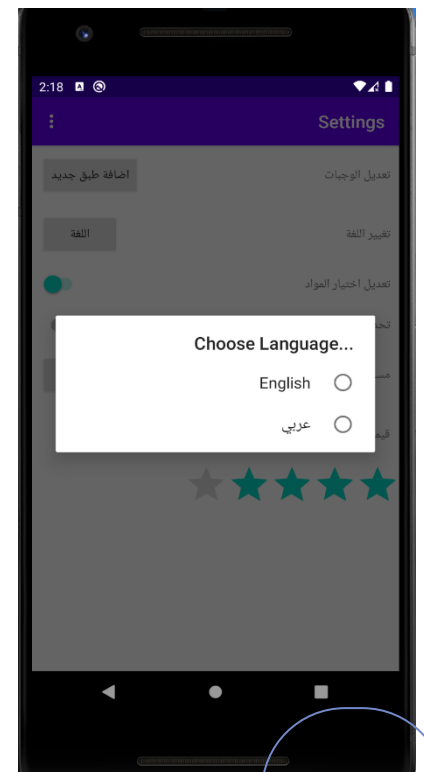 2:18
Settings
تعديل الوجبات
اضافة طبق جديد
تغيير اللغة
اللغة
تعديل اختيار المواد
Choose Language...
English
عربي